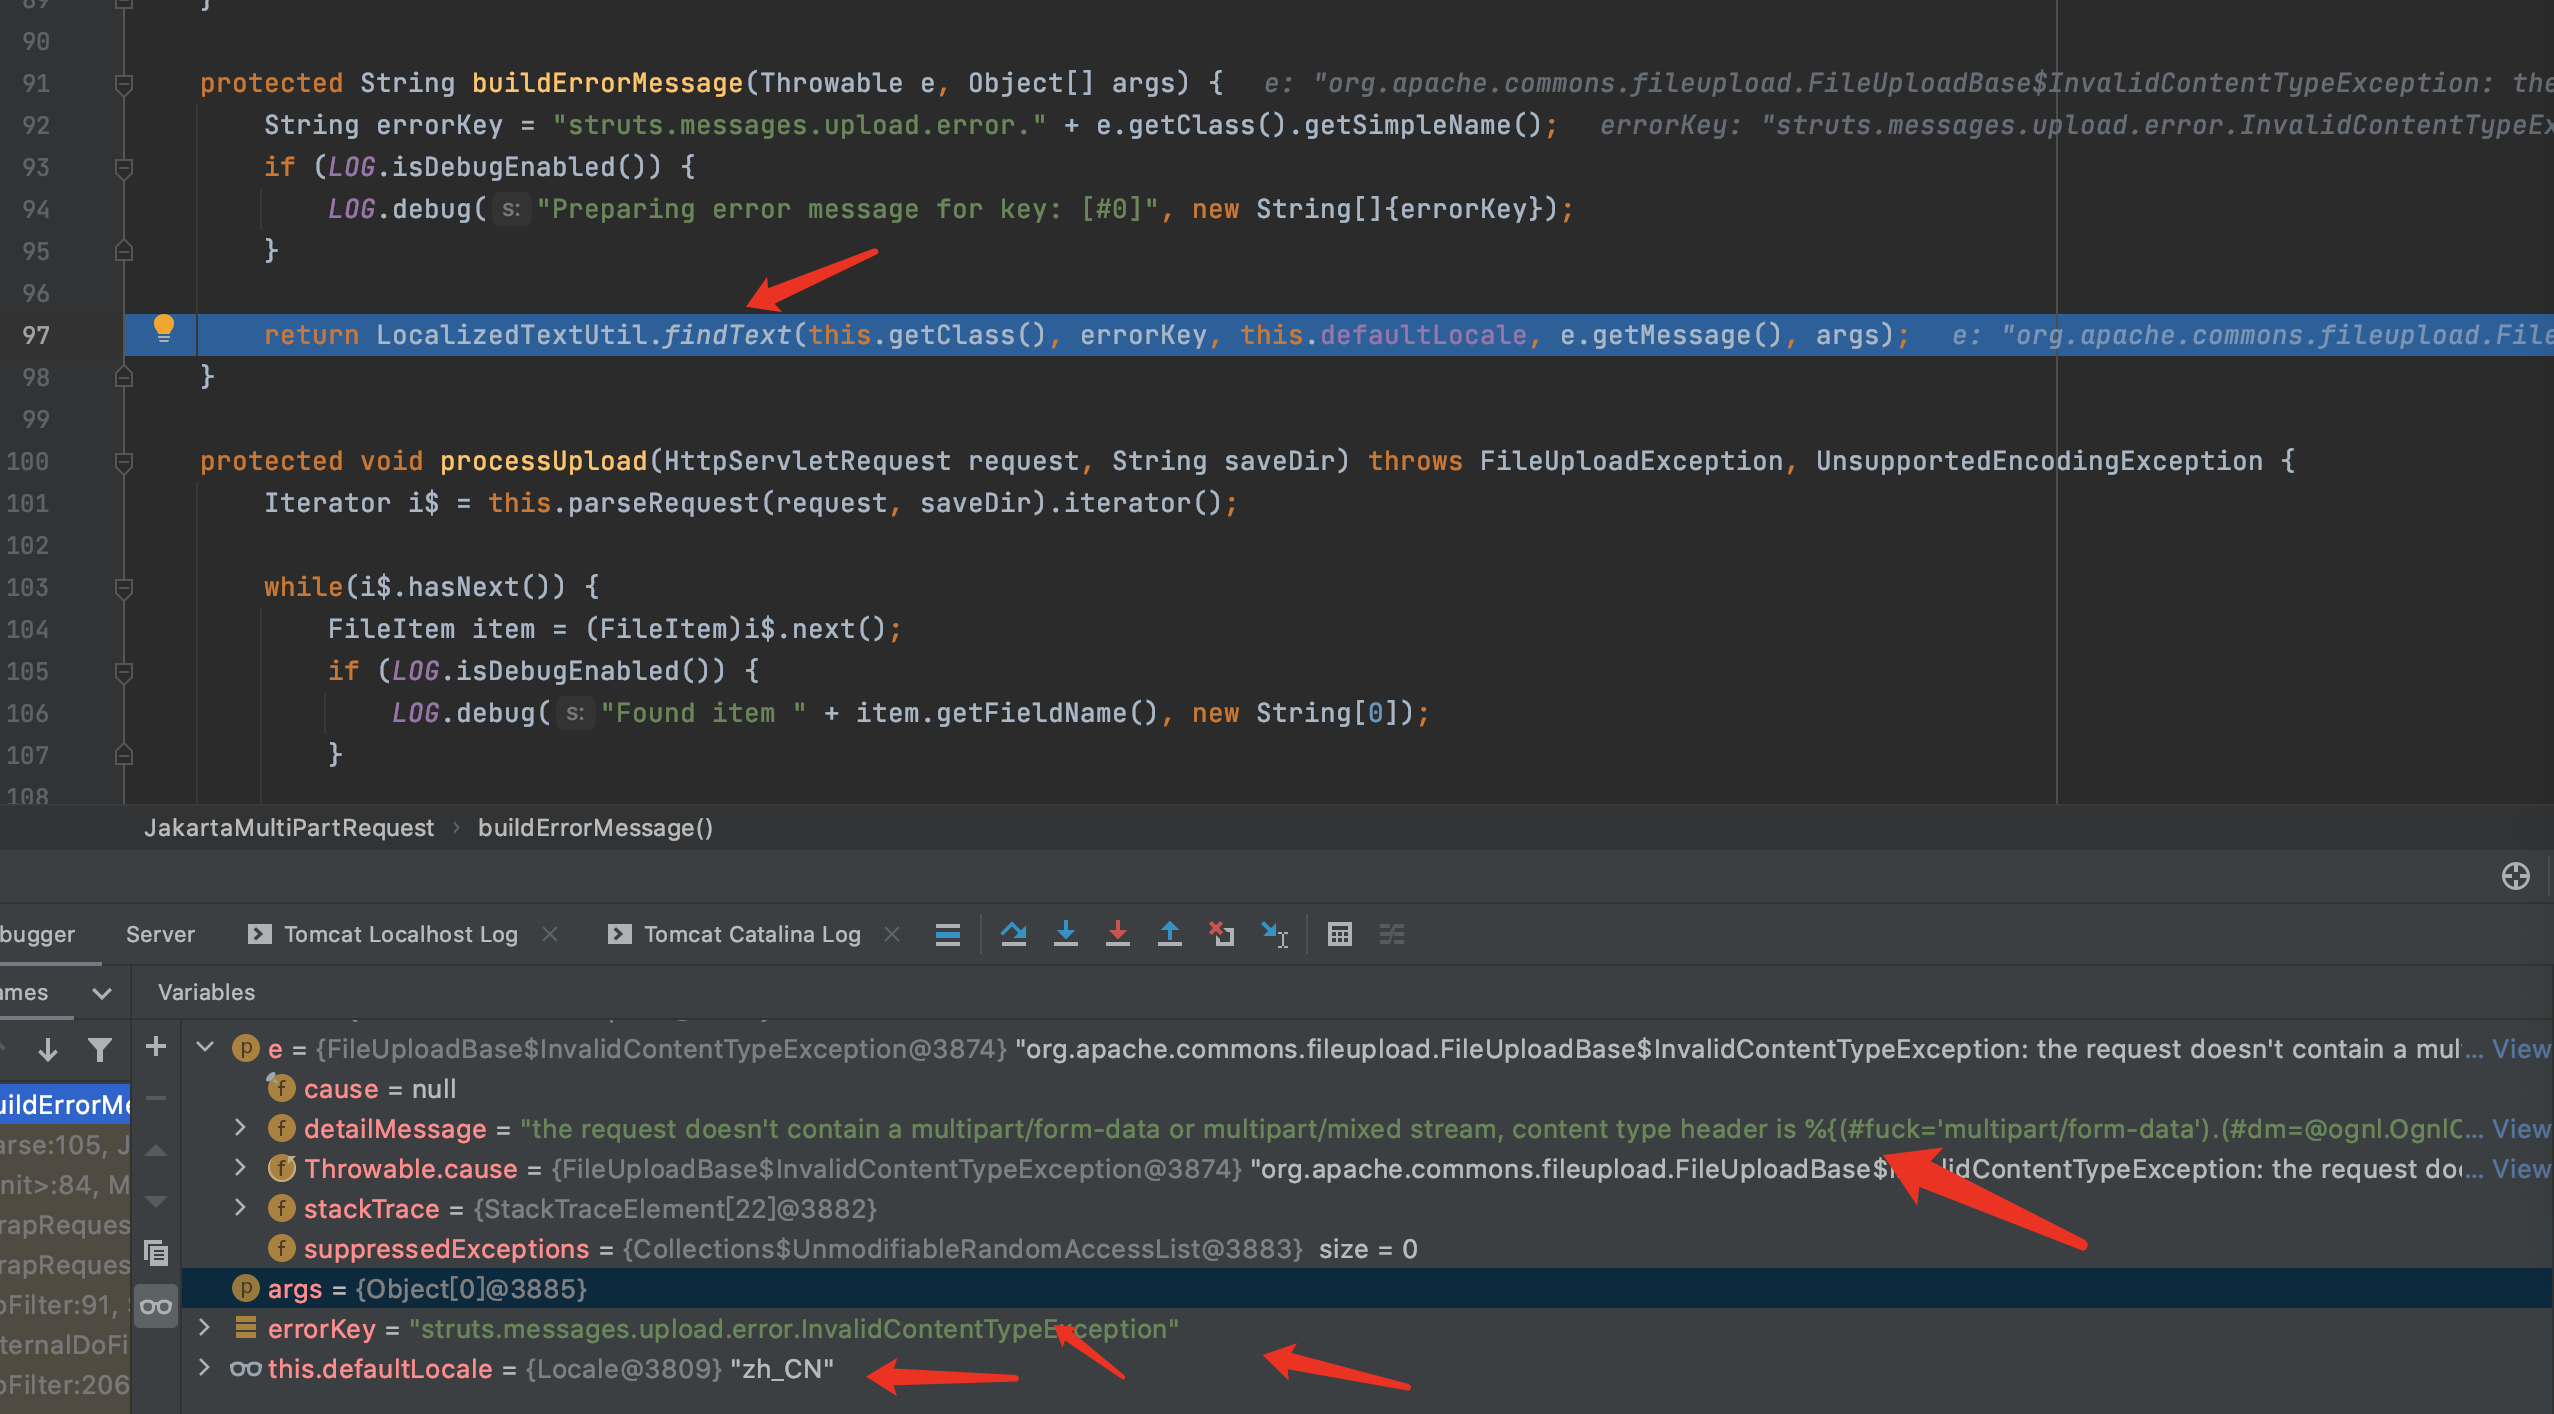 89 }
90
91 protected String buildErrorMessage(Throwable e, Object[] args) { e: "org.apache.commons.fileupload.FileUploadBase$InvalidContentTypeException: the
92 String errorKey = "struts.messages.upload.error." + e.getClass().getSimpleName(); errorKey: "struts.messages.upload.error.InvalidContentTypeEx
93 if (LOG.isDebugEnabled()) {
94 LOG.debug( s: "Preparing error message for key: [#0]", new String[]{errorKey});
95 }
96
97 return LocalizedTextUtil.findText(this.getClass(), errorKey, this.defaultLocale, e.getMessage(), args); e: "org.apache.commons.fileupload.File
98 }
99
100 protected void processUpload(HttpServletRequest request, String saveDir) throws FileUploadException, UnsupportedEncodingException {
101 Iterator i$ = this.parseRequest(request, saveDir).iterator();
102
103 while(i$.hasNext()) {
104 FileItem item = (FileItem)i$.next();
105 if (LOG.isDebugEnabled()) {
106 LOG.debug( s: "Found item " + item.getFieldName(), new String[0]);
107 }
108
JakartaMultiPartRequest › buildErrorMessage()
bugger Server Tomcat Localhost Log × Tomcat Catalina Log ×
ames Variables
e = {FileUploadBase$InvalidContentTypeException@3874} "org.apache.commons.fileupload.FileUploadBase$InvalidContentTypeException: the request doesn't contain a mul... View
cause = null
uildErrorMe
detailMessage = "the request doesn't contain a multipart/form-data or multipart/mixed stream, content type header is %{(#fuck='multipart/form-data').(#dm=@ognl.OgnlC... View
arse:105, J
Throwable.cause = {FileUploadBase$InvalidContentTypeException@3874} "org.apache.commons.fileupload.FileUploadBase$InvalidContentTypeException: the request do... View
nit>:84, M
stackTrace = {StackTraceElement[22]@3882}
rapReques
suppressedExceptions = {Collections$UnmodifiableRandomAccessList@3883} size = 0
rapReques
args = {Object[0]@3885}
oFilter:91,
errorKey = "struts.messages.upload.error.InvalidContentTypeException"
ternalDoFi
this.defaultLocale = {Locale@3809} "zh_CN"
oFilter:206